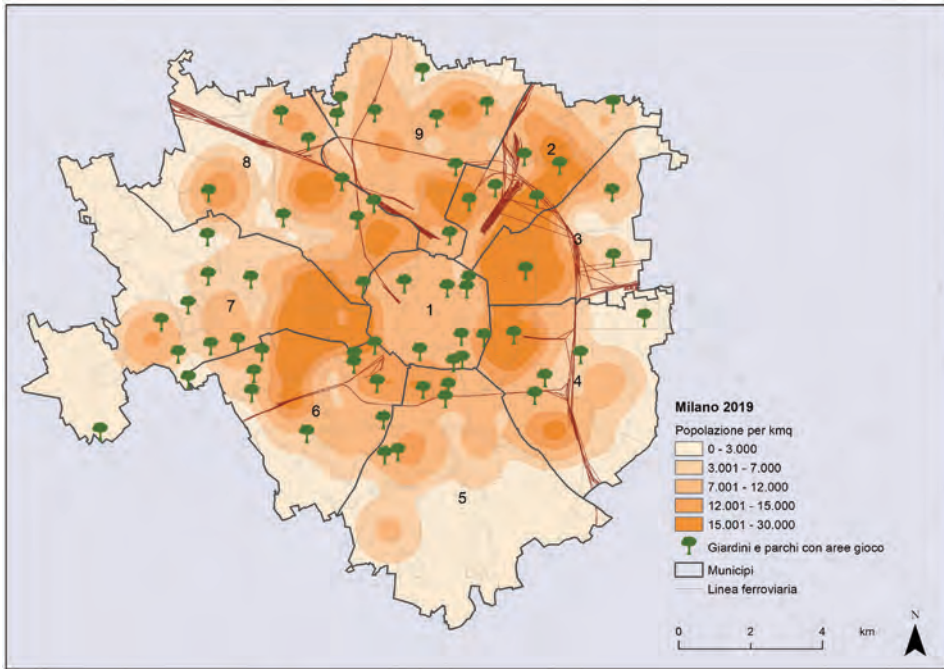 9
2
8
3
7
1
4
6
5
Milano 2019
Popolazione per kmq
0 - 3.000
3.001 - 7.000
7.001 - 12.000
12.001 - 15.000
15.001 - 30.000
Giardini e parchi con aree gioco
Municipi
Linea ferroviaria
N
km
0 2 4